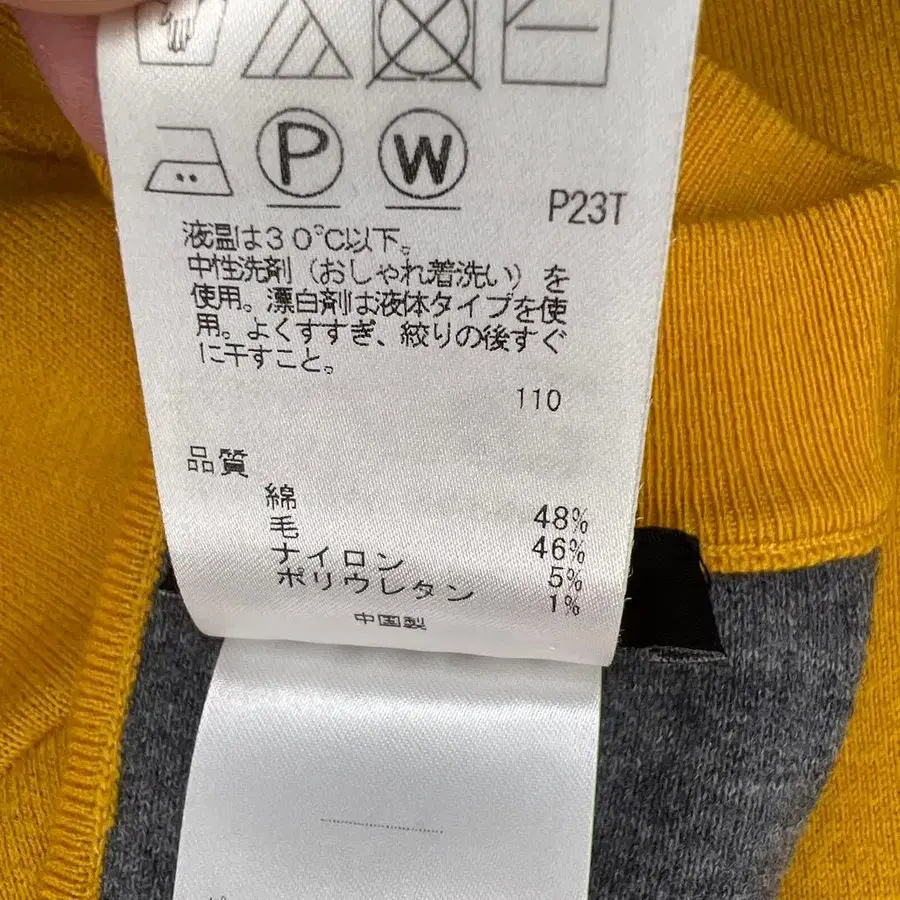 P W
P23T
液温は30℃以下。
中性洗剤（おしゃれ着洗い）を
使用。漂白剤は液体タイプを使
用。よくすすぎ、絞りの後すぐ
に干すこと。
110
品質
綿 48%
毛 46%
ナイロン 5%
ポリウレタン 1%
中国製